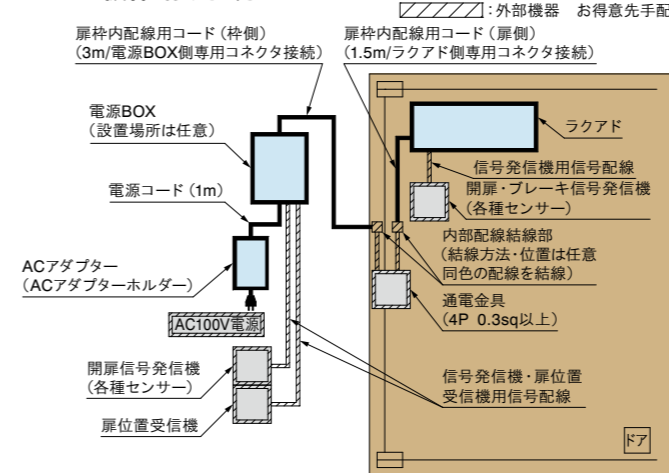 ：外部機器　お得意先手配
扉枠内配線用コード（枠側）
（3m/電源BOX側専用コネクタ接続）
扉枠内配線用コード（扉側）
（1.5m/ラクアド側専用コネクタ接続）
電源BOX
（設置場所は任意）
ラクアド
信号発信機用信号配線
開扉・ブレーキ信号発信機
（各種センサー）
電源コード（1m）
内部配線結線部
（結線方法・位置は任意
同色の配線を結線）
ACアダプター
（ACアダプターホルダー）
通電金具
（4P 0.3sq以上）
AC100V電源
開扉信号発信機
（各種センサー）
信号発信機・扉位置
受信機用信号配線
扉位置受信機
ドア